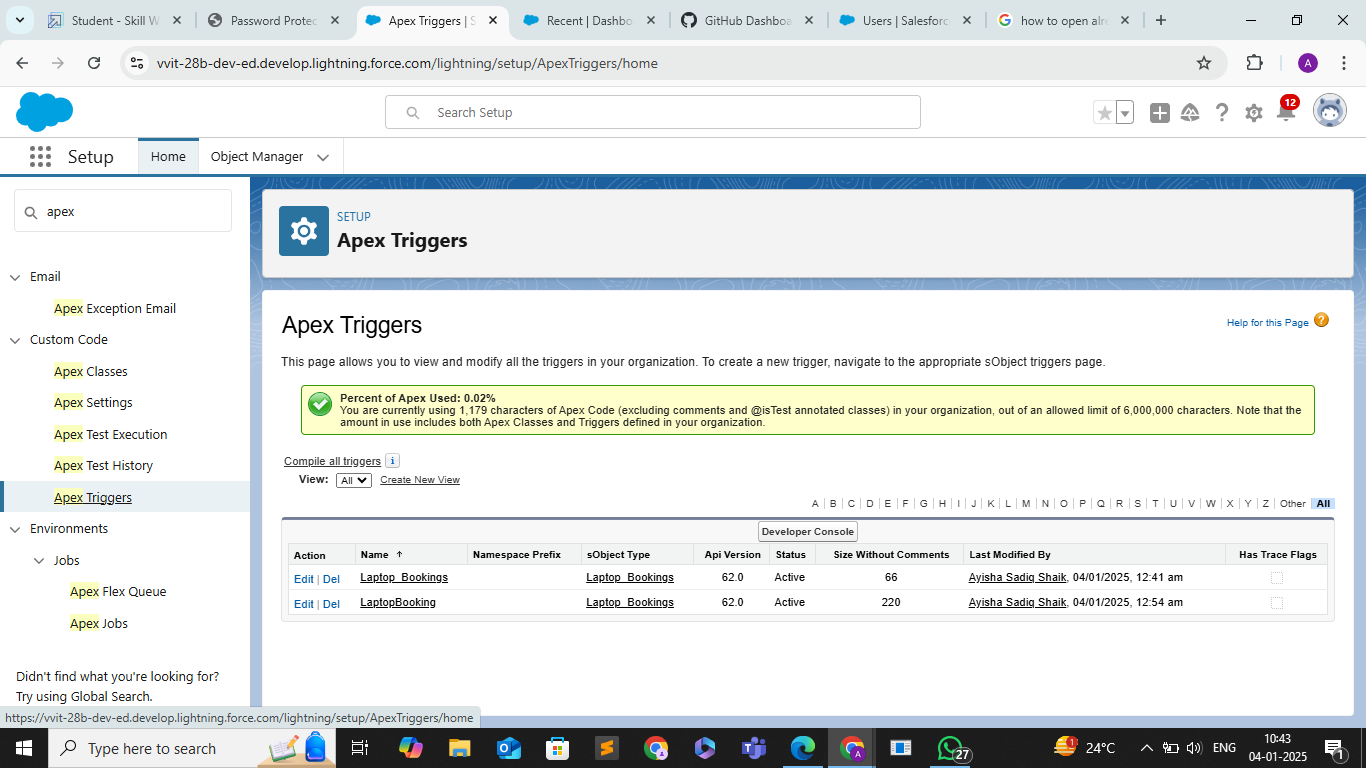 Student - Skill W
Password Protec
Apex Triggers | S
Recent | Dashbo
GitHub Dashboa
Users | Salesforc
how to open alr
vvit-28b-dev-ed.develop.lightning.force.com/lightning/setup/ApexTriggers/home
A
Search Setup
12
Setup
Home
Object Manager
apex
SETUP
Apex Triggers
Email
Apex Exception Email
Custom Code
Apex Classes
Apex Settings
Apex Test Execution
Apex Test History
Apex Triggers
Environments
Jobs
Apex Flex Queue
Apex Jobs
Didn't find what you're looking for?
Try using Global Search.
Apex Triggers
Help for this Page ?
This page allows you to view and modify all the triggers in your organization. To create a new trigger, navigate to the appropriate sObject triggers page.
Percent of Apex Used: 0.02%
You are currently using 1,179 characters of Apex Code (excluding comments and @isTest annotated classes) in your organization, out of an allowed limit of 6,000,000 characters. Note that the
amount in use includes both Apex Classes and Triggers defined in your organization.
Compile all triggers i
View: All Create New View
A | B | C | D | E | F | G | H | I | J | K | L | M | N | O | P | Q | R | S | T | U | V | W | X | Y | Z | Other | All
Developer Console
Action Name ↑ Namespace Prefix sObject Type Api Version Status Size Without Comments Last Modified By Has Trace Flags
Edit | Del Laptop_Bookings Laptop_Bookings 62.0 Active 66 Ayisha Sadiq Shaik, 04/01/2025, 12:41 am
Edit | Del LaptopBooking Laptop_Bookings 62.0 Active 220 Ayisha Sadiq Shaik, 04/01/2025, 12:54 am
https://vvit-28b-dev-ed.develop.lightning.force.com/lightning/setup/ApexTriggers/home
Type here to search
27
1
24°C
ENG
10:43
04-01-2025
1